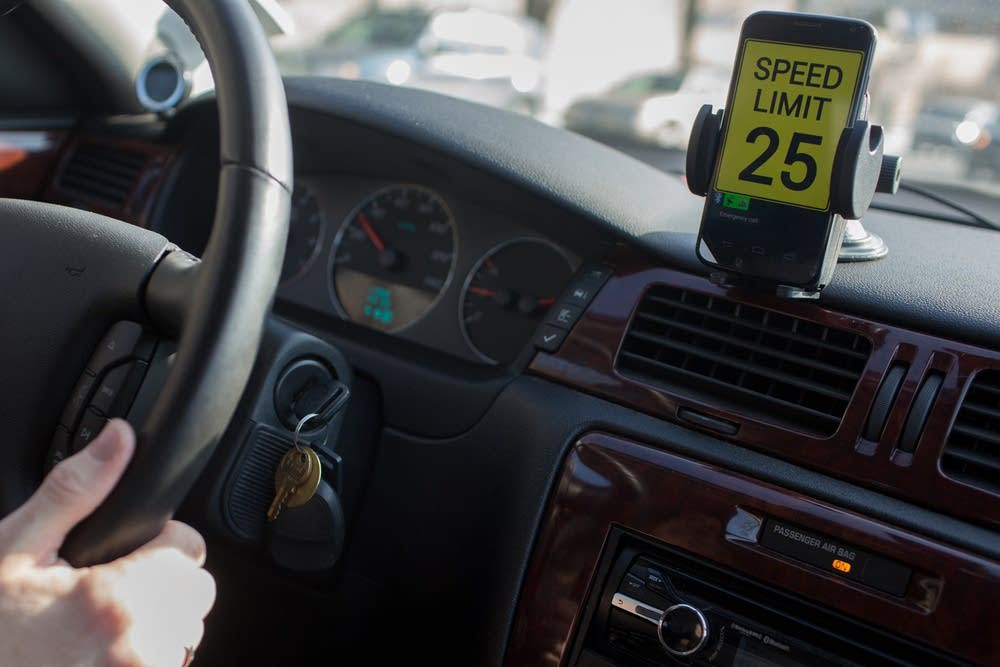 SPEED
LIMIT
25
Emergency call
PASSENGER AIR BAG
ON